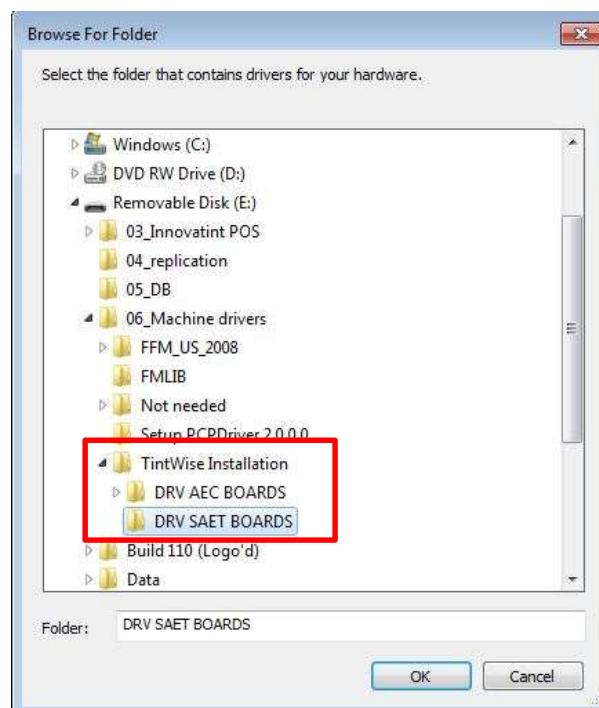 Browse For Folder
Select the folder that contains drivers for your hardware.
Windows (C:)
DVD RW Drive (D:)
Removable Disk (E:)
03_Innovatint POS
04_replication
05_DB
06_Machine drivers
FFM_US_2008
FMLIB
Not needed
Setup PCPDriver 2.0.0.0
TintWise Installation
DRV AEC BOARDS
DRV SAET BOARDS
Build 110 (Logo'd)
Data
Folder: DRV SAET BOARDS
OK Cancel